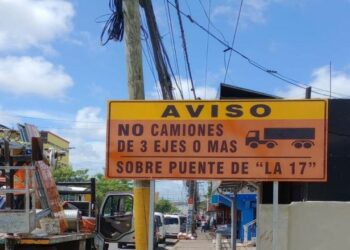 AVISO
NO CAMIONES
DE 3 EJES O MAS
SOBRE PUENTE DE "LA 17"